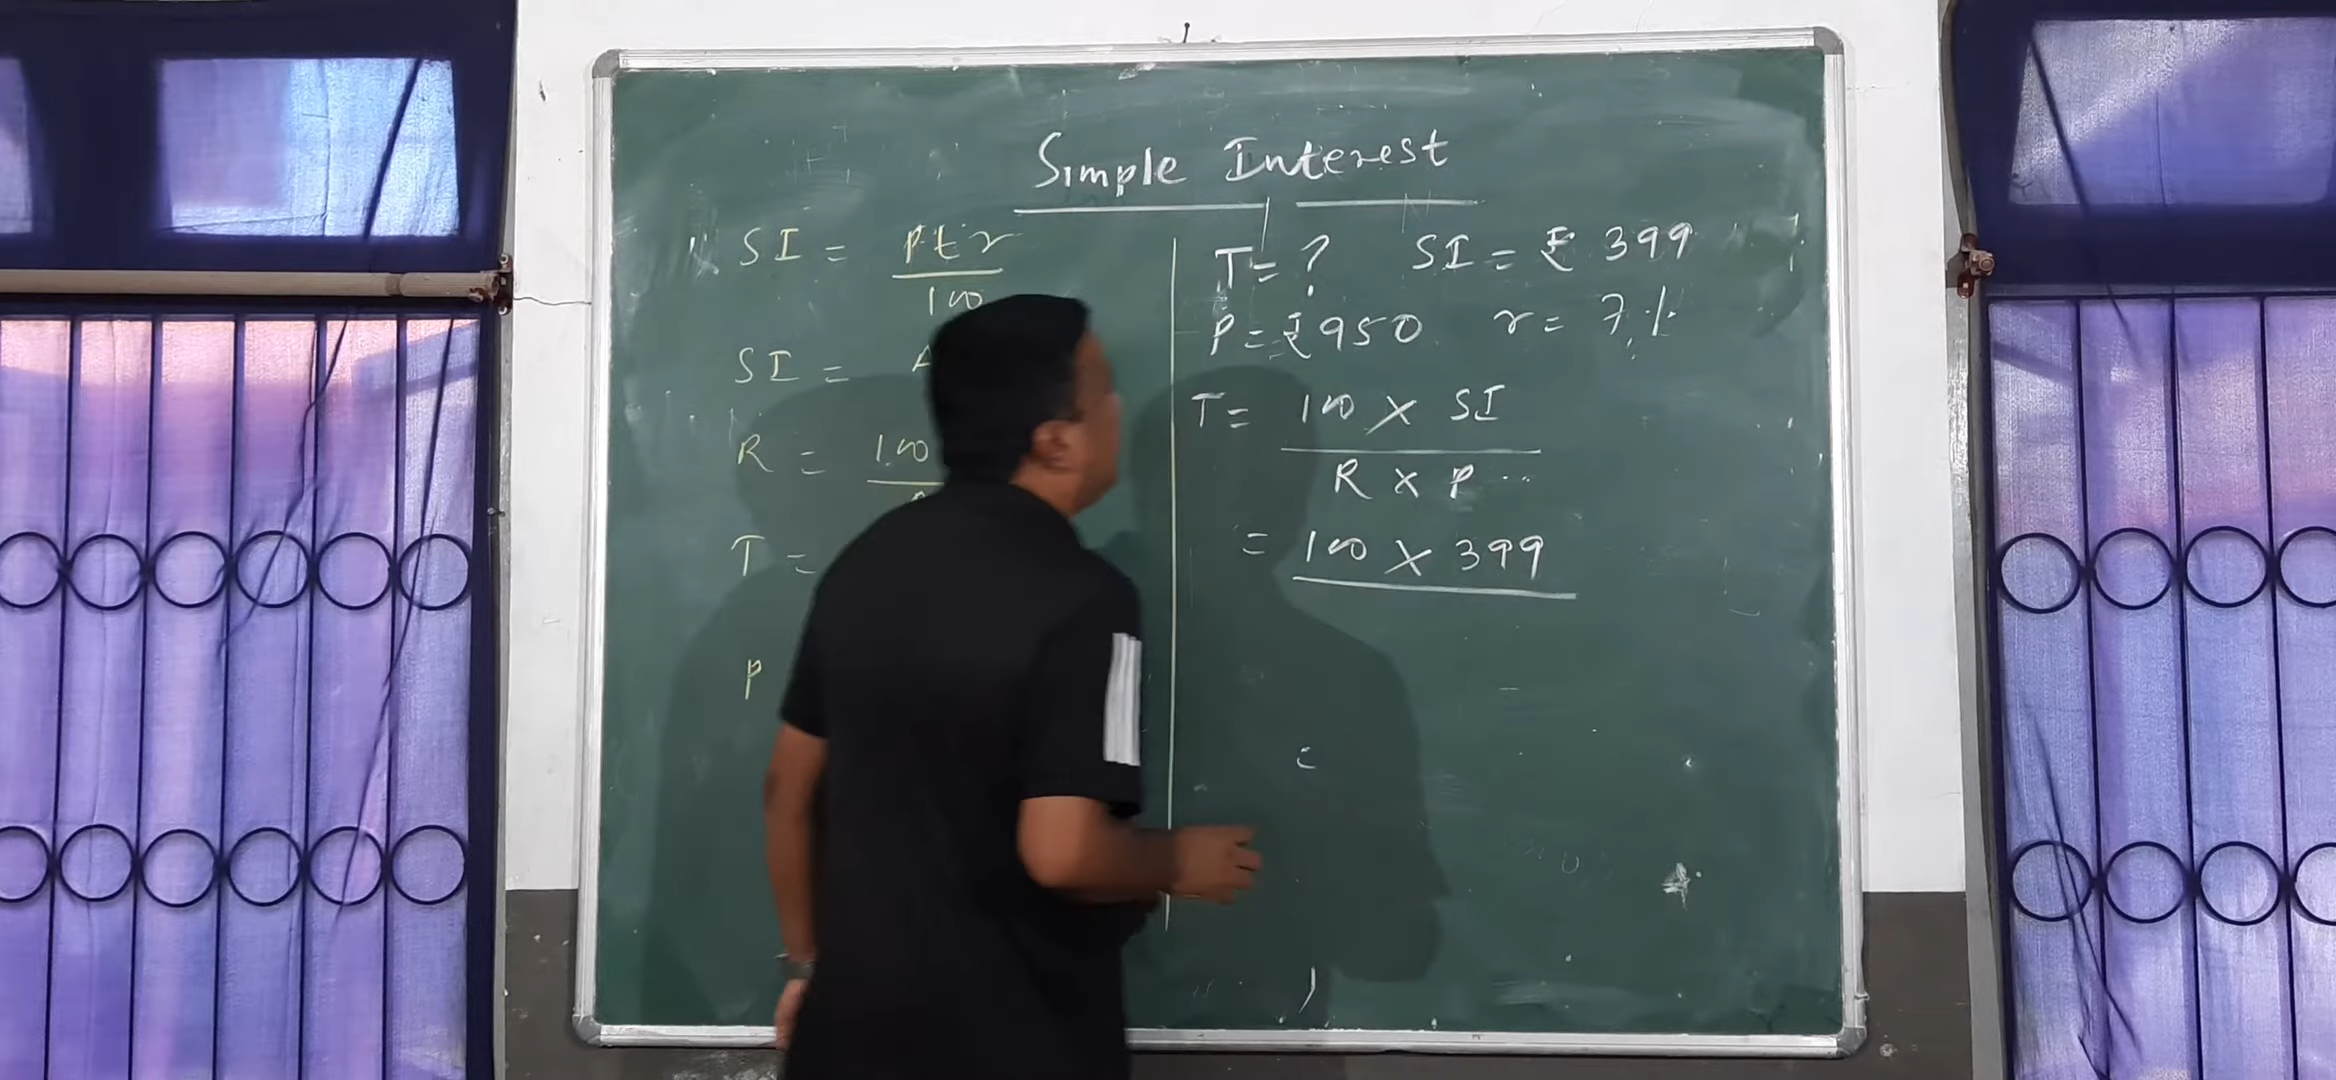 Simple Interest
SI = Ptr
100
SI = A
R = 100
T =
P
T = ? SI = ₹ 399
P = ₹950 r = 7%
T = 100 × SI
R × P
= 100 × 399